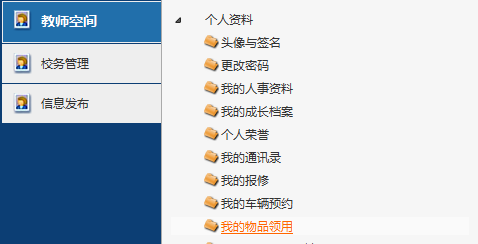 教师空间
校务管理
信息发布
个人资料
头像与签名
更改密码
我的人事资料
我的成长档案
个人荣誉
我的通讯录
我的报修
我的车辆预约
我的物品领用